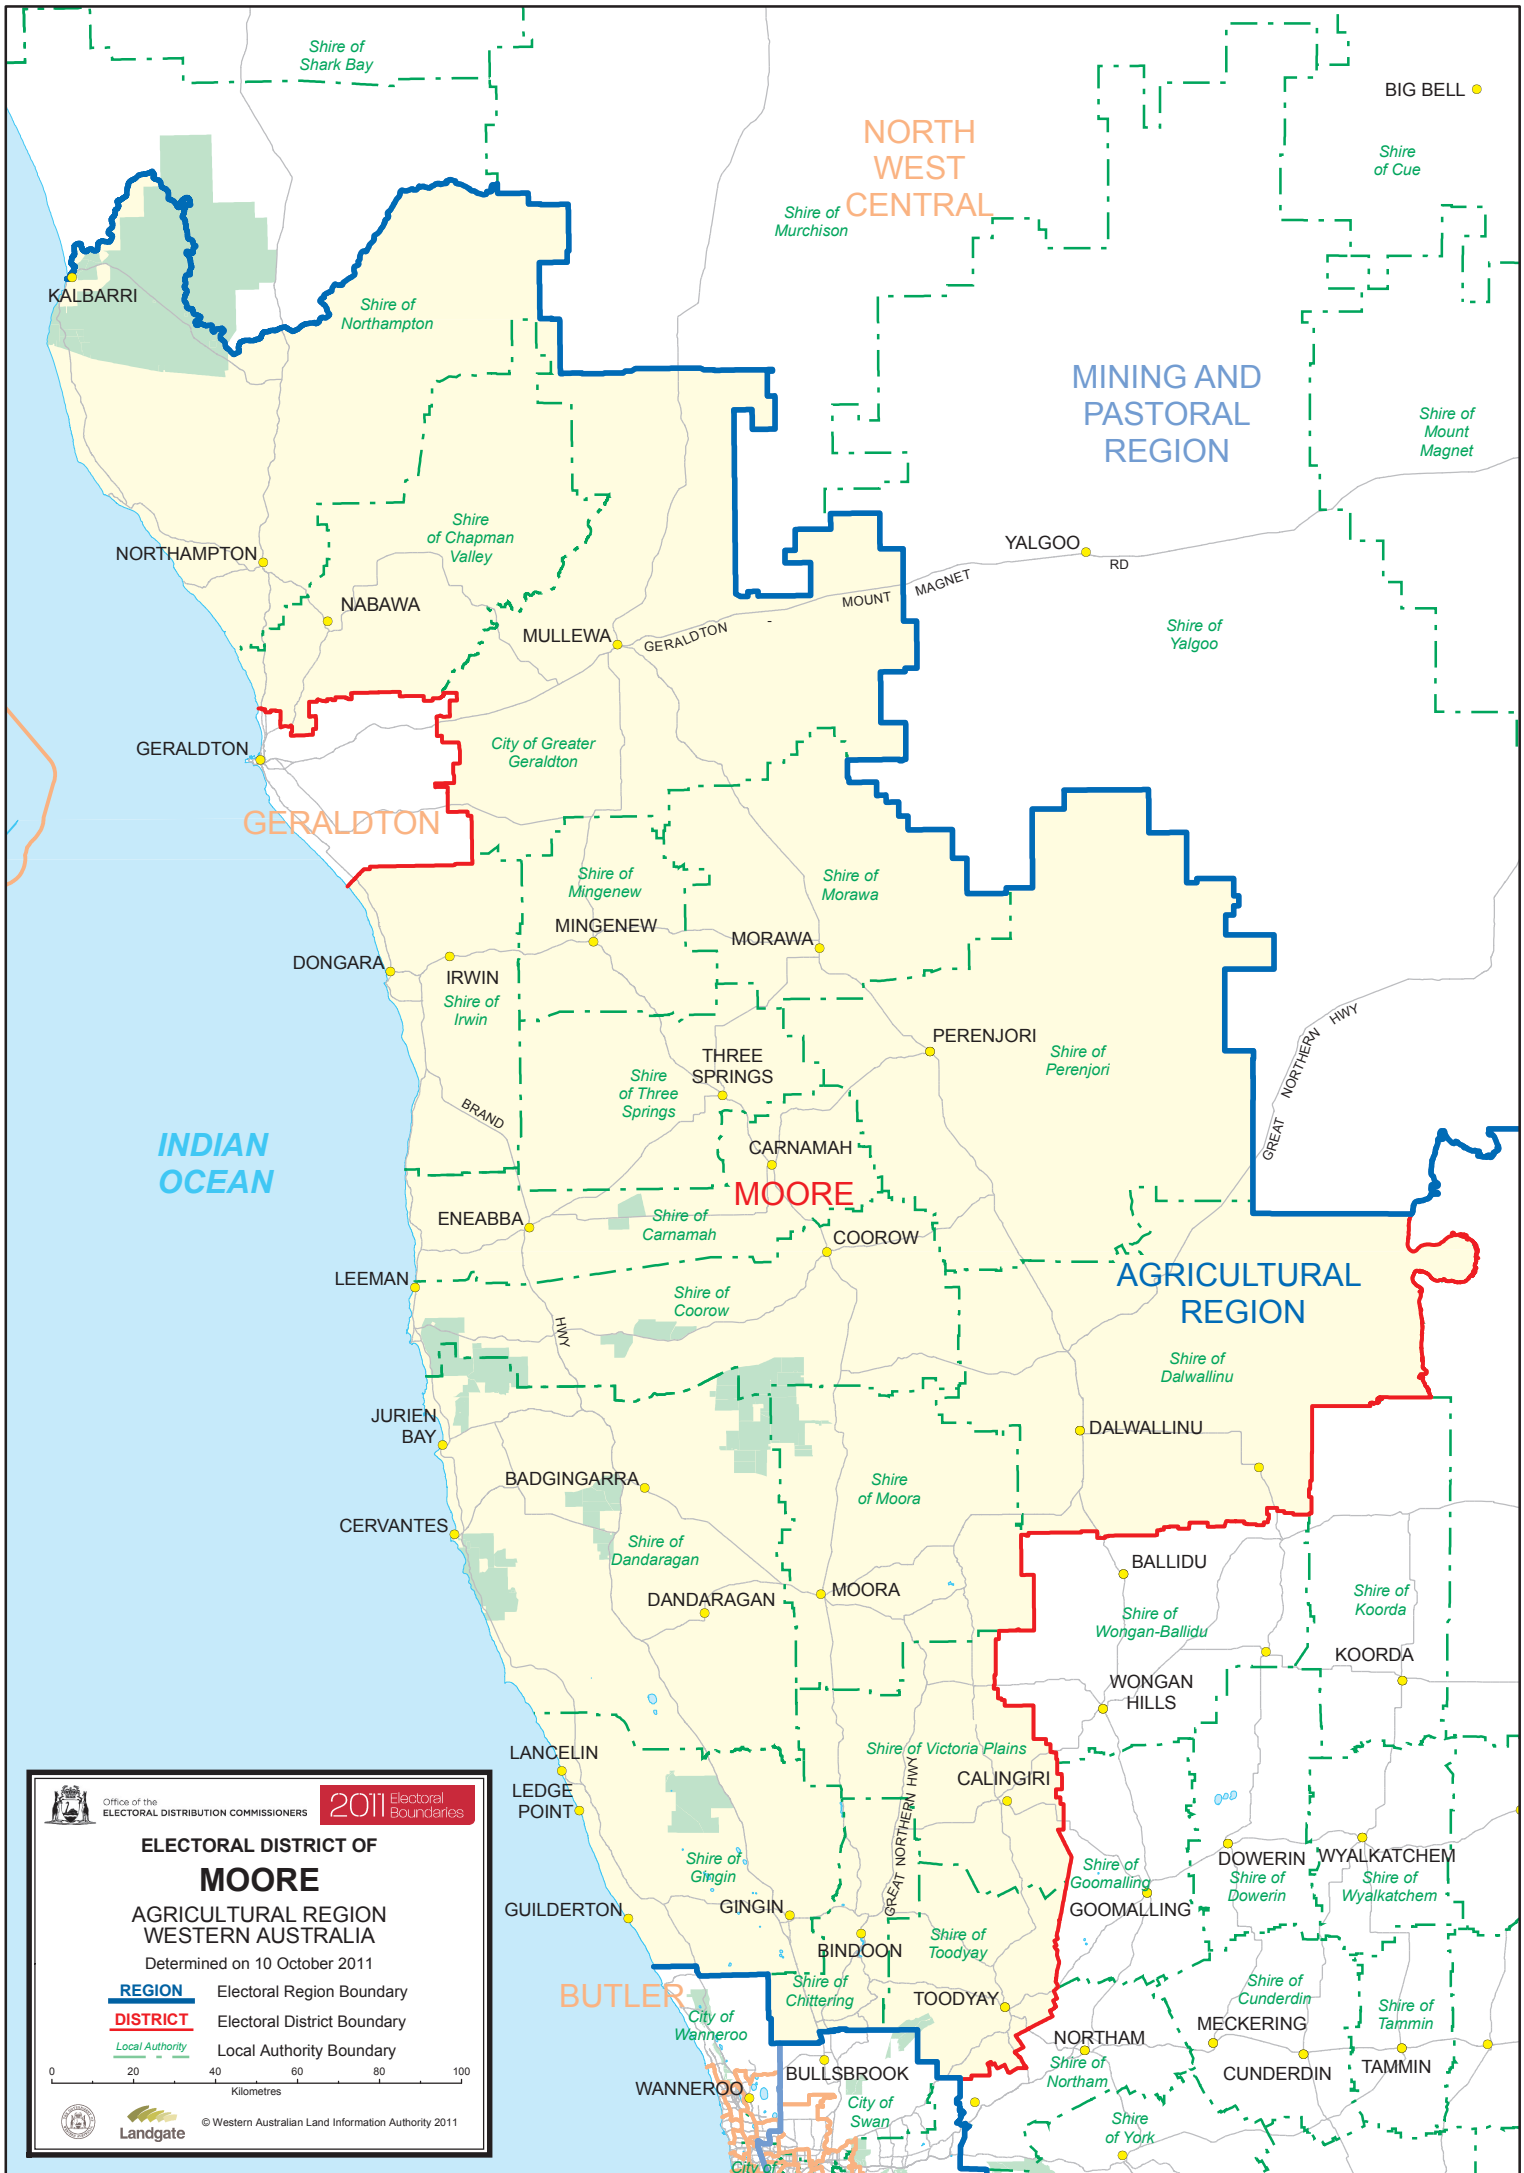 Shire of
Shark Bay
BIG BELL
NORTH
WEST
CENTRAL
Shire
of Cue
Shire of
Murchison
KALBARRI
Shire of
Northampton
MINING AND
PASTORAL
REGION
Shire of
Mount
Magnet
Shire
of Chapman
Valley
NORTHAMPTON
YALGOO
RD
MAGNET
MOUNT
NABAWA
MULLEWA
GERALDTON
Shire of
Yalgoo
GERALDTON
City of Greater
Geraldton
GERALDTON
Shire of
Mingenew
Shire of
Morawa
MINGENEW
MORAWA
DONGARA
IRWIN
Shire of
Irwin
GREAT NORTHERN HWY
PERENJORI
Shire of
Perenjori
THREE
SPRINGS
Shire
of Three
Springs
BRAND
INDIAN
OCEAN
CARNAMAH
MOORE
ENEABBA
Shire of
Carnamah
COOROW
LEEMAN
Shire of
Coorow
AGRICULTURAL
REGION
HWY
Shire of
Dalwallinu
JURIEN
BAY
DALWALLINU
BADGINGARRA
Shire
of Moora
CERVANTES
Shire of
Dandaragan
BALLIDU
DANDARAGAN
MOORA
Shire of
Koorda
Shire of
Wongan-Ballidu
KOORDA
WONGAN
HILLS
LANCELIN
Shire of Victoria Plains
CALINGIRI
LEDGE
POINT
GREAT NORTHERN HWY
Shire of
Gingin
Shire of
Goomalling
DOWERIN
WYALKATCHEM
Shire of
Dowerin
Shire of
Wyalkatchem
GUILDERTON
GINGIN
GOOMALLING
BINDOON
Shire of
Toodyay
BUTLER
Shire of
Chittering
TOODYAY
Shire of
Cunderdin
City of
Wanneroo
Shire of
Tammin
MECKERING
NORTHAM
Shire of
Northam
BULLSBROOK
CUNDERDIN
TAMMIN
WANNEROO
City of
Swan
Shire
of York
City of
Office of the
ELECTORAL DISTRIBUTION COMMISSIONERS
2011 Electoral
Boundaries
ELECTORAL DISTRICT OF
MOORE
AGRICULTURAL REGION
WESTERN AUSTRALIA
Determined on 10 October 2011
REGION Electoral Region Boundary
DISTRICT Electoral District Boundary
Local Authority Local Authority Boundary
0 20 40 60 80 100
Kilometres
Landgate
© Western Australian Land Information Authority 2011